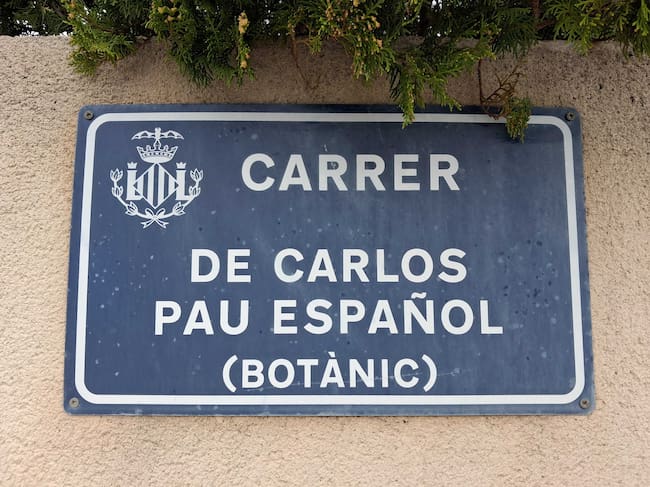 CARRER
DE CARLOS
PAU ESPAÑOL
(BOTÀNIC)